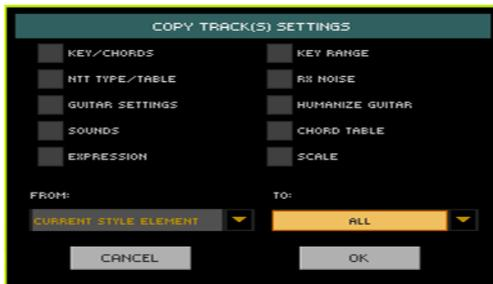 COPY TRACK(S) SETTINGS
KEY/CHORDS KEY RANGE
NTT TYPE/TABLE RX NOISE
GUITAR SETTINGS HUMANIZE GUITAR
SOUNDS CHORD TABLE
EXPRESSION SCALE
FROM: TO:
CURRENT STYLE ELEMENT ALL
CANCEL OK